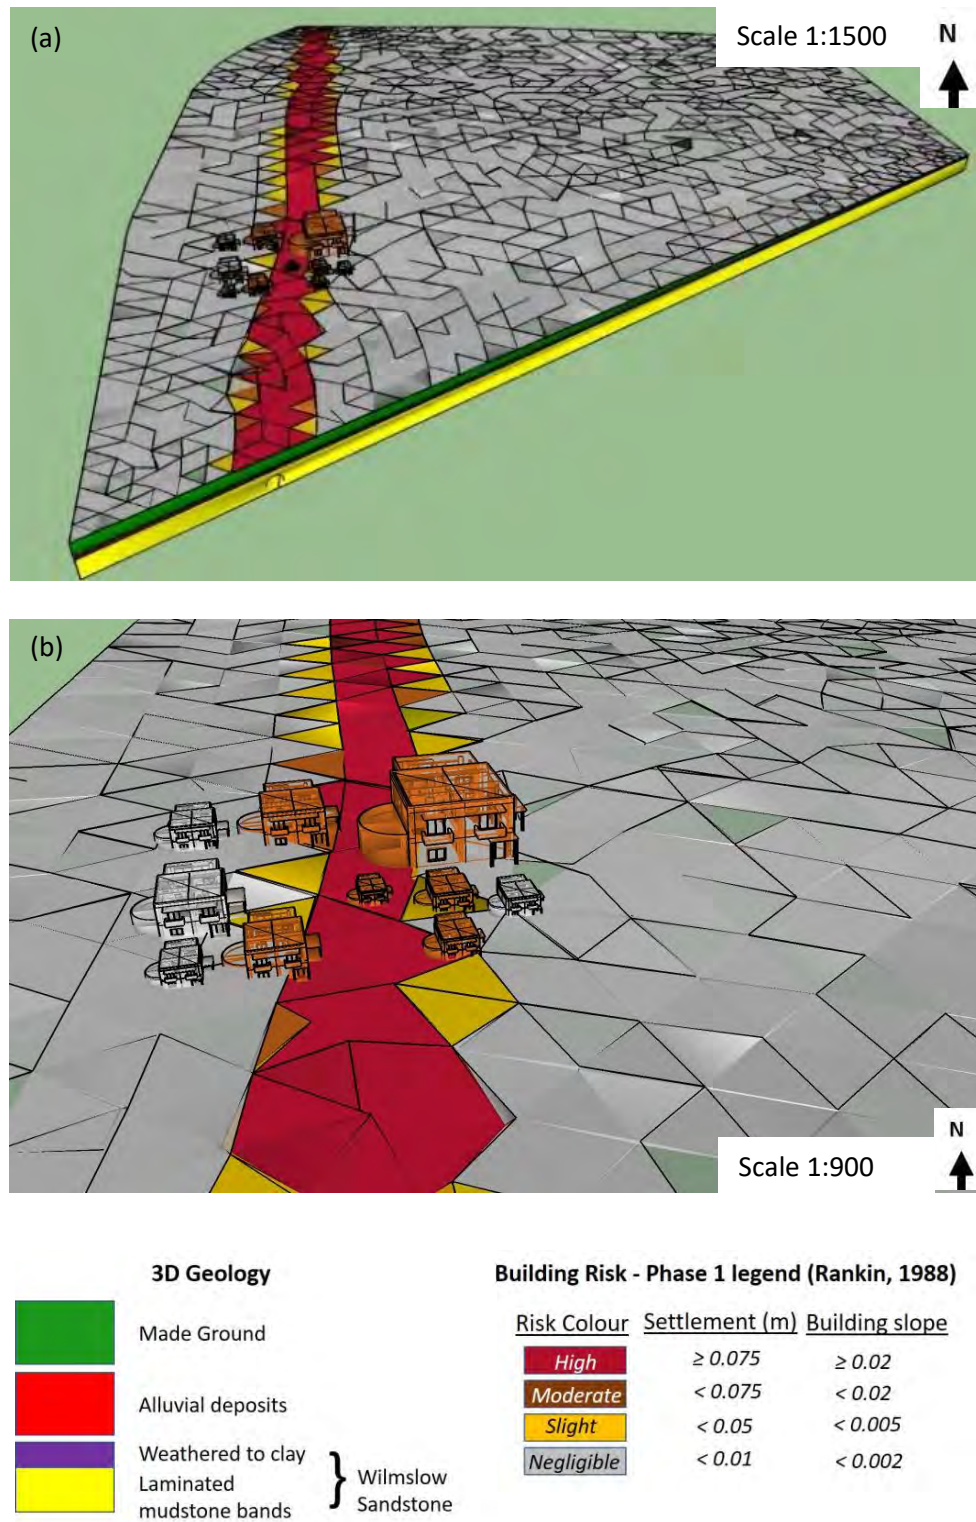 (a)
Scale 1:1500
N
(b)
N
Scale 1:900
3D Geology
Made Ground
Alluvial deposits
Weathered to clay
Laminated
mudstone bands
Wilmslow
Sandstone
Building Risk - Phase 1 legend (Rankin, 1988)
Risk Colour Settlement (m) Building slope
High ≥ 0.075 ≥ 0.02
Moderate < 0.075 < 0.02
Slight < 0.05 < 0.005
Negligible < 0.01 < 0.002